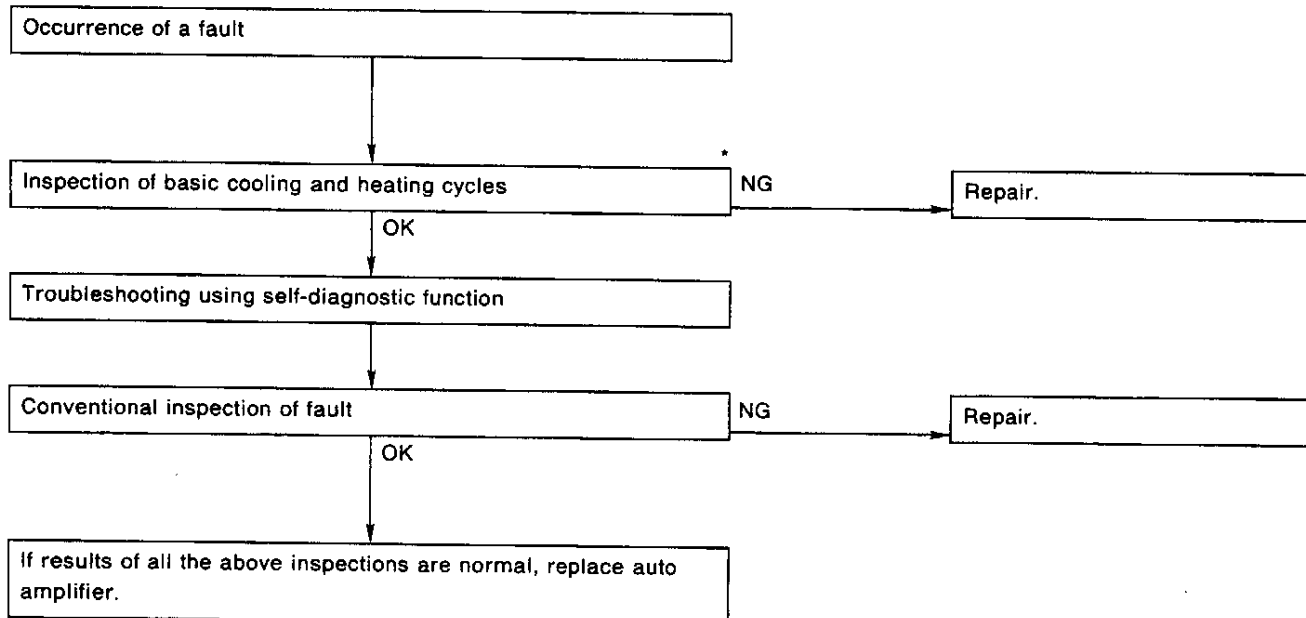 Occurrence of a fault
*
Inspection of basic cooling and heating cycles
NG
Repair.
OK
Troubleshooting using self-diagnostic function
Conventional inspection of fault
NG
Repair.
OK
If results of all the above inspections are normal, replace auto
amplifier.